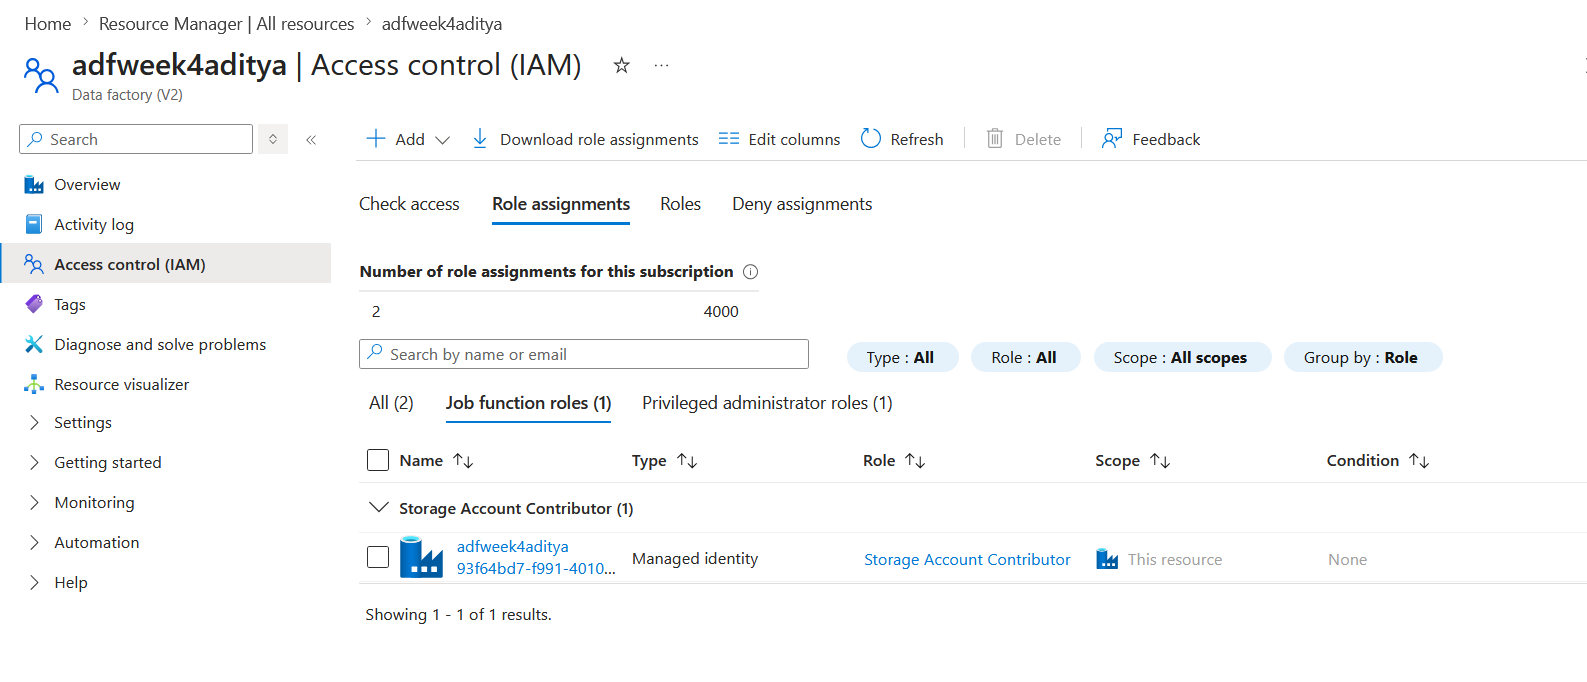 Home > Resource Manager | All resources > adfweek4aditya
adfweek4aditya | Access control (IAM)
Data factory (V2)
Search
Add
Download role assignments
Edit columns
Refresh
Delete
Feedback
Overview
Activity log
Access control (IAM)
Tags
Diagnose and solve problems
Resource visualizer
Settings
Getting started
Monitoring
Automation
Help
Check access
Role assignments
Roles
Deny assignments
Number of role assignments for this subscription
2 4000
Search by name or email
Type : All
Role : All
Scope : All scopes
Group by : Role
All (2)
Job function roles (1)
Privileged administrator roles (1)
Name Type Role Scope Condition
Storage Account Contributor (1)
adfweek4aditya
93f64bd7-f991-4010...
Managed identity
Storage Account Contributor
This resource
None
Showing 1 - 1 of 1 results.